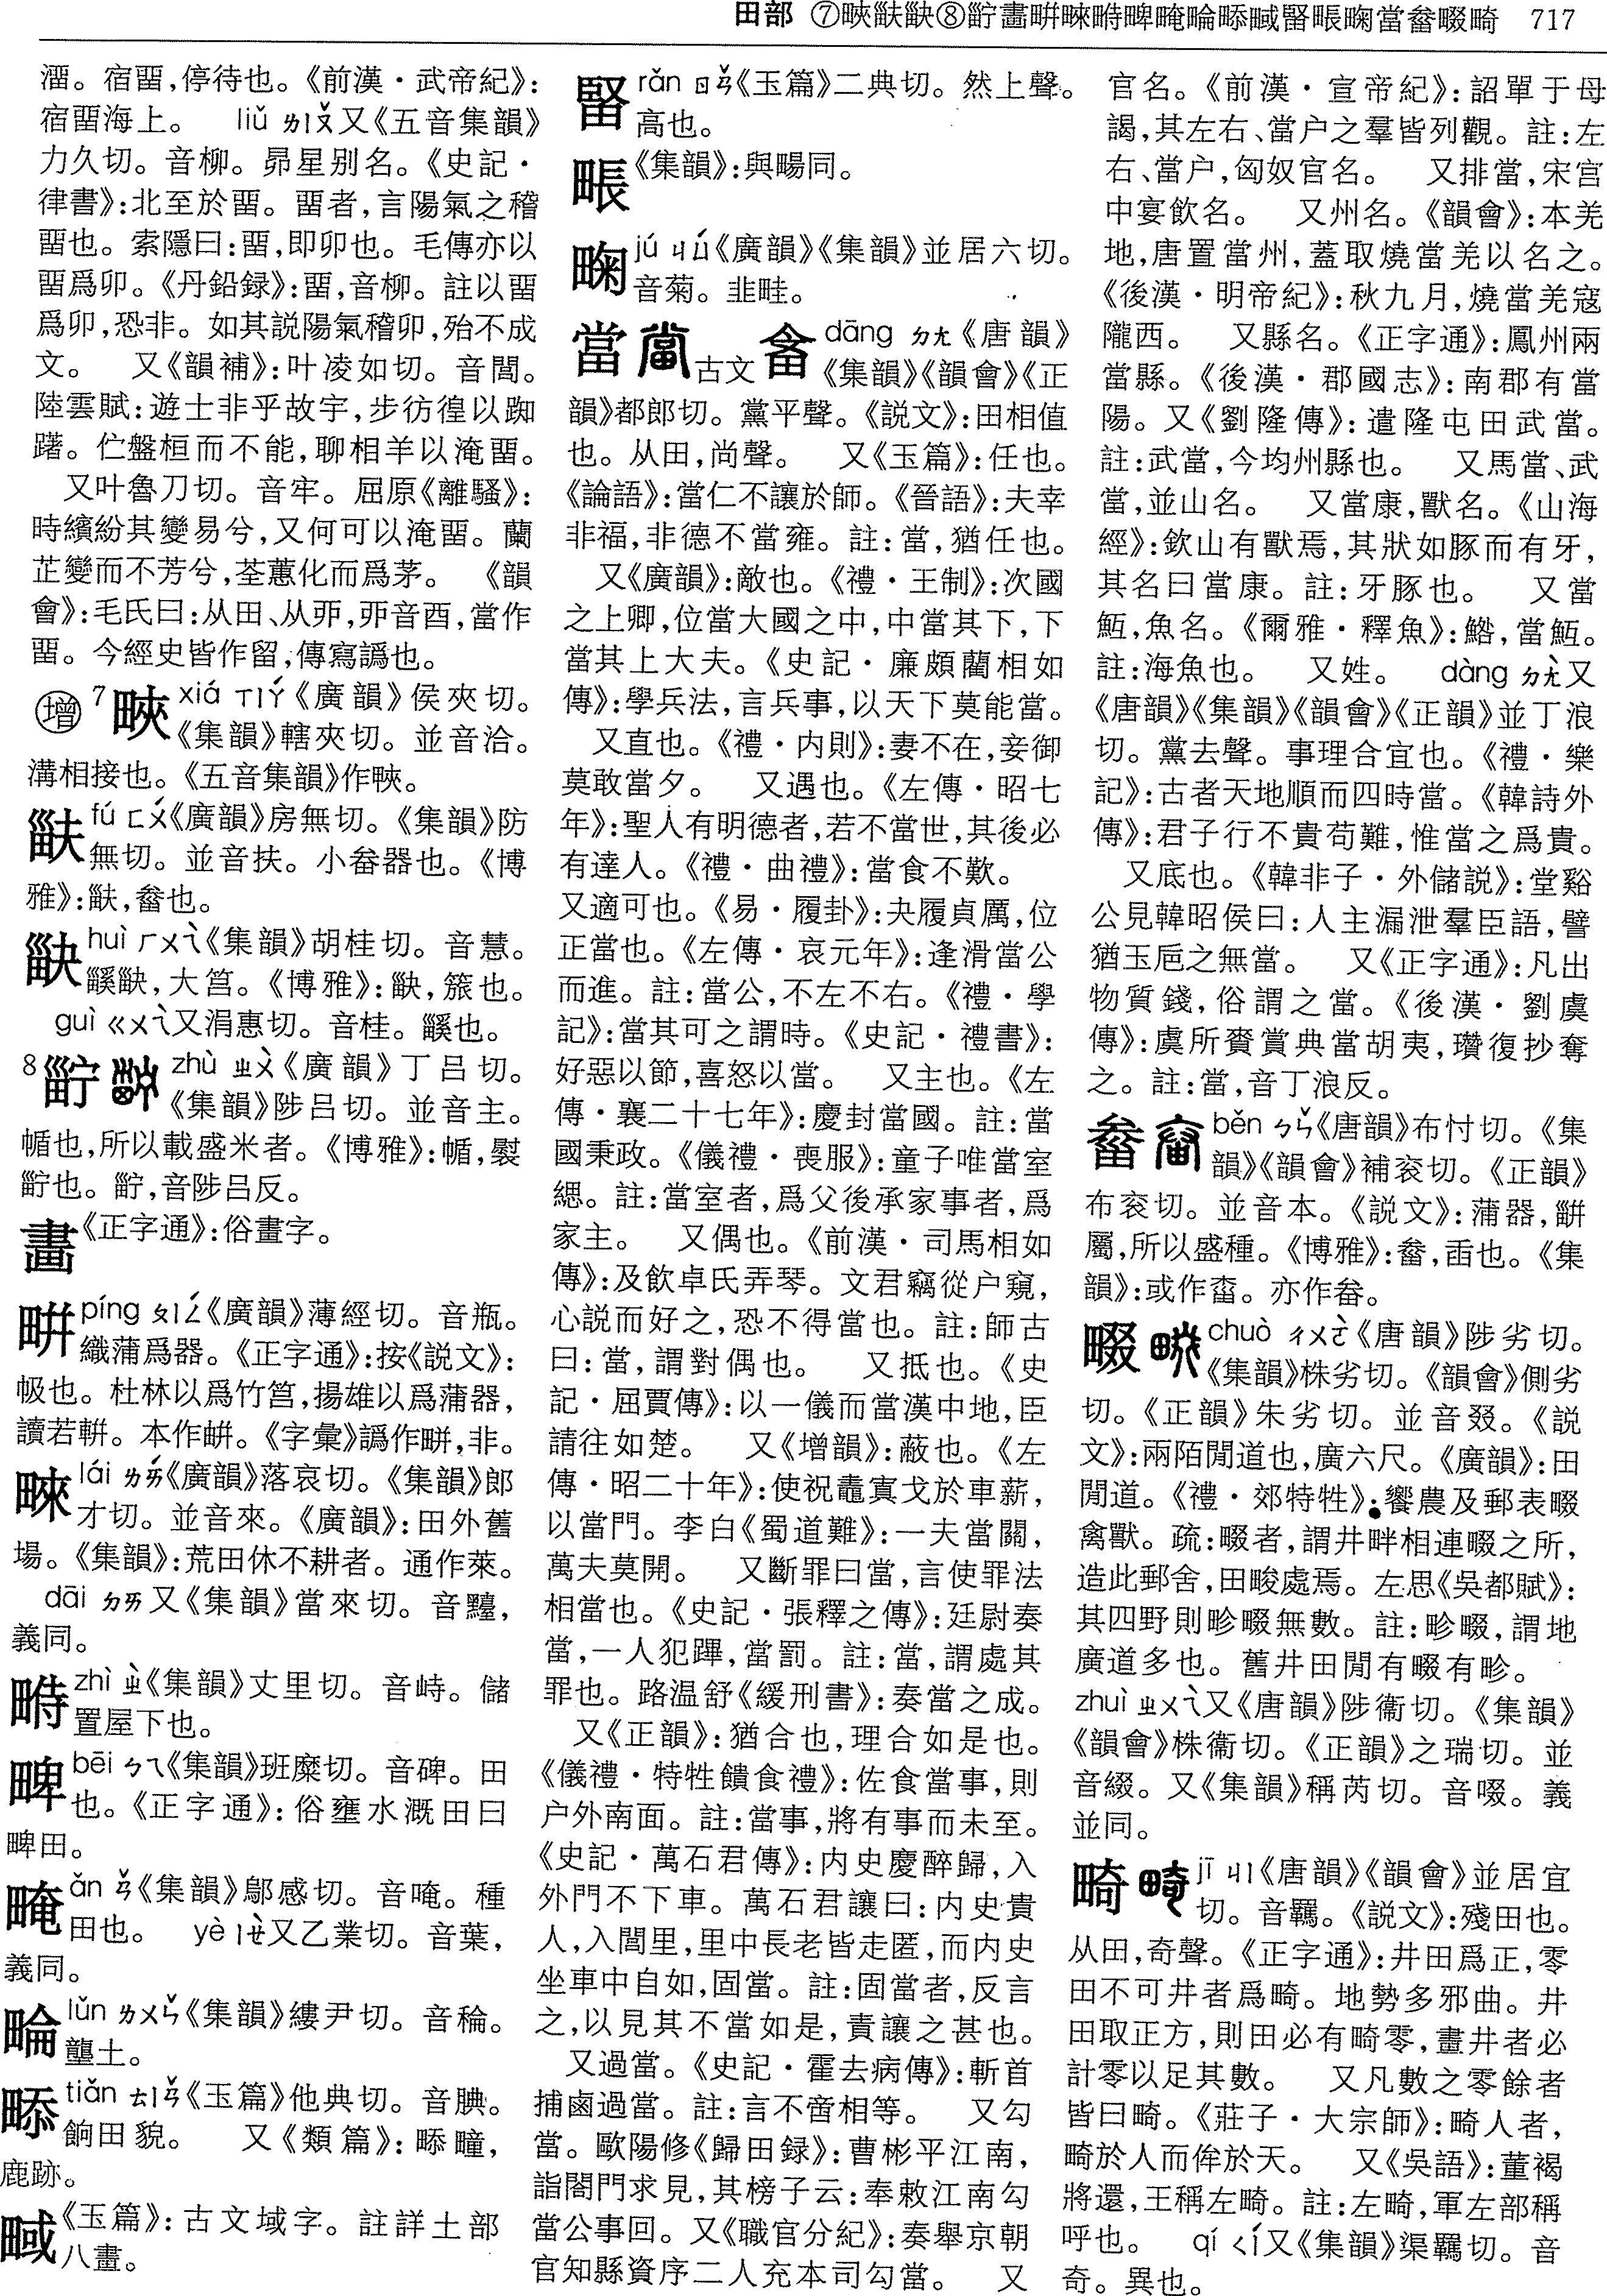 田部 ⑦㽠𤰱𤱿⑧䍆畵畊䅘畤㽡㽢㽣㽤㽥㽦㽧㽨當畚畷畸 717
畱。宿畱,停待也。《前漢·武帝紀》:
宿畱海上。 liǔ ㄌㄧㄡˇ又《五音集韻》
力久切。音柳。昴星别名。《史記·
律書》:北至於畱。畱者,言陽氣之稽
畱也。索隱曰:畱,即卯也。毛傳亦以
畱爲卯。《丹鉛録》:畱,音柳。註以畱
爲卯,恐非。如其説陽氣稽卯,殆不成
文。 又《韻補》:叶凌如切。音閭。
陸雲賦:遊士非乎故宇,步彷徨以踟
躇。伫盤桓而不能,聊相羊以淹畱。
又叶魯刀切。音牢。屈原《離騷》:
時繽紛其變易兮,又何可以淹畱。蘭
芷變而不芳兮,荃蕙化而爲茅。 《韻
會》:毛氏曰:从田、从丣,丣音酉,當作
畱。今經史皆作留,傳寫譌也。
增 7 xiá ㄒㄧㄚˊ《廣韻》侯夾切。
《集韻》轄夾切。並音洽。
溝相接也。《五音集韻》作
fú ㄈㄨˊ《廣韻》房無切。《集韻》防
無切。並音扶。小畚器也。《博
雅》:畚也。
huì ㄏㄨㄟˋ《集韻》胡桂切。音慧。
大筥。《博雅》:
guì ㄍㄨㄟˋ又涓惠切。音桂。
8 zhù ㄓㄨˋ《廣韻》丁吕切。
《集韻》陟吕切。並音主。
㡔也,所以載盛米者。《博雅》:㡔,
也。音陟吕反。
畵《正字通》:俗畫字。
píng ㄆㄧㄥˊ《廣韻》薄經切。音瓶。
織蒲爲器。《正字通》:按《説文》:
也。杜林以爲竹筥,揚雄以爲蒲器,
讀若軿。本作《字彙》譌作非。
lái ㄌㄞˊ《廣韻》落哀切。《集韻》郎
才切。並音來。《廣韻》:田外舊
場。《集韻》:荒田休不耕者。通作萊。
dāi ㄉㄞ又《集韻》當來切。音
義同。
畤 zhì ㄓˋ《集韻》丈里切。音峙。儲
置屋下也。
bēi ㄅㄟ《集韻》班糜切。音碑。田
也。《正字通》:俗壅水溉田曰
田。
ǎn ㄢˇ《集韻》鄔感切。音唵。種
田也。 yè ㄧㄝˋ又乙業切。音葉,
義同。
lǔn ㄌㄨㄣˇ《集韻》縷尹切。音稐。
壟土。
tiǎn ㄊㄧㄢˇ《玉篇》他典切。音腆。
餉田貌。 又《類篇》:畽,
鹿跡。
《玉篇》:古文域字。註詳土部
八畫。
rǎn ㄖㄢˇ《玉篇》二典切。然上聲。
高也。
《集韻》:與畼同。
jú ㄐㄩˊ《廣韻》《集韻》並居六切。
音菊。韭畦。
當 古文 dāng ㄉㄤ《唐韻》
《集韻》《韻會》《正
韻》都郎切。黨平聲。《説文》:田相值
也。从田,尚聲。 又《玉篇》:任也。
《論語》:當仁不讓於師。《晉語》:夫幸
非福,非德不當雍。註:當,猶任也。
又《廣韻》:敵也。《禮·王制》:次國
之上卿,位當大國之中,中當其下,下
當其上大夫。《史記·廉頗藺相如
傳》:學兵法,言兵事,以天下莫能當。
又直也。《禮·内則》:妻不在,妾御
莫敢當夕。 又遇也。《左傳·昭七
年》:聖人有明德者,若不當世,其後必
有達人。《禮·曲禮》:當食不歎。
又適可也。《易·履卦》:夬履貞厲,位
正當也。《左傳·哀元年》:逢滑當公
而進。註:當公,不左不右。《禮·學
記》:當其可之謂時。《史記·禮書》:
好惡以節,喜怒以當。 又主也。《左
傳·襄二十七年》:慶封當國。註:當
國秉政。《儀禮·喪服》:童子唯當室
緦。註:當室者,爲父後承家事者,爲
家主。 又偶也。《前漢·司馬相如
傳》:及飲卓氏弄琴。文君竊從户窺,
心説而好之,恐不得當也。註:師古
曰:當,謂對偶也。 又抵也。《史
記·屈賈傳》:以一儀而當漢中地,臣
請往如楚。 又《增韻》:蔽也。《左
傳·昭二十年》:使祝鼃寘戈於車薪,
以當門。李白《蜀道難》:一夫當關,
萬夫莫開。 又斷罪曰當,言使罪法
相當也。《史記·張釋之傳》:廷尉奏
當,一人犯蹕,當罰。註:當,謂處其
罪也。路温舒《緩刑書》:奏當之成。
又《正韻》:猶合也,理合如是也。
《儀禮·特牲饋食禮》:佐食當事,則
户外南面。註:當事,將有事而未至。
《史記·萬石君傳》:内史慶醉歸,入
外門不下車。萬石君讓曰:内史貴
人,入閭里,里中長老皆走匿,而内史
坐車中自如,固當。註:固當者,反言
之,以見其不當如是,責讓之甚也。
又過當。《史記·霍去病傳》:斬首
捕鹵過當。註:言不啻相等。 又勾
當。歐陽修《歸田録》:曹彬平江南,
詣閤門求見,其榜子云:奉敕江南勾
當公事回。又《職官分紀》:奏舉京朝
官知縣資序二人充本司勾當。 又
官名。《前漢·宣帝紀》:詔單于毋
謁,其左右、當户之羣皆列觀。註:左
右、當户,匈奴官名。 又排當,宋宫
中宴飲名。 又州名。《韻會》:本羌
地,唐置當州,蓋取燒當羌以名之。
《後漢·明帝紀》:秋九月,燒當羌寇
隴西。 又縣名。《正字通》:鳳州兩
當縣。《後漢·郡國志》:南郡有當
陽。又《劉隆傳》:遣隆屯田武當。
註:武當,今均州縣也。 又馬當、武
當,並山名。 又當康,獸名。《山海
經》:欽山有獸焉,其狀如豚而有牙,
其名曰當康。註:牙豚也。 又當
魱,魚名。《爾雅·釋魚》:鯦,當魱。
註:海魚也。 又姓。 dàng ㄉㄤˋ又
《唐韻》《集韻》《韻會》《正韻》並丁浪
切。黨去聲。事理合宜也。《禮·樂
記》:古者天地順而四時當。《韓詩外
傳》:君子行不貴苟難,惟當之爲貴。
又底也。《韓非子·外儲説》:堂谿
公見韓昭侯曰:人主漏泄羣臣語,譬
猶玉巵之無當。 又《正字通》:凡出
物質錢,俗謂之當。《後漢·劉虞
傳》:虞所賚賞典當胡夷,瓚復抄奪
之。註:當,音丁浪反。
běn ㄅㄣˇ《唐韻》布忖切。《集
韻》《韻會》補衮切。《正韻》
布衮切。並音本。《説文》:蒲器,
屬,所以盛種。《博雅》:畚,也。《集
韻》:或作亦作畚。
畷 chuò ㄔㄨㄛˋ《唐韻》陟劣切。
《集韻》株劣切。《韻會》側劣
切。《正韻》朱劣切。並音叕。《説
文》:兩陌閒道也,廣六尺。《廣韻》:田
閒道。《禮·郊特牲》:饗農及郵表畷
禽獸。疏:畷者,謂井畔相連畷之所,
造此郵舍,田畯處焉。左思《吳都賦》:
其四野則畛畷無數。註:畛畷,謂地
廣道多也。舊井田閒有畷有畛。
zhuì ㄓㄨㄟˋ又《唐韻》陟衞切。《集韻》
《韻會》株衞切。《正韻》之瑞切。並
音綴。又《集韻》稱芮切。音啜。義
並同。
畸 jī ㄐㄧ《唐韻》《韻會》並居宜
切。音羈。《説文》:殘田也。
从田,奇聲。《正字通》:井田爲正,零
田不可井者爲畸。地勢多邪曲。井
田取正方,則田必有畸零,畫井者必
計零以足其數。 又凡數之零餘者
皆曰畸。《莊子·大宗師》:畸人者,
畸於人而侔於天。 又《吳語》:董褐
將還,王稱左畸。註:左畸,軍左部稱
呼也。 qí ㄑㄧˊ又《集韻》渠羈切。音
奇。異也。